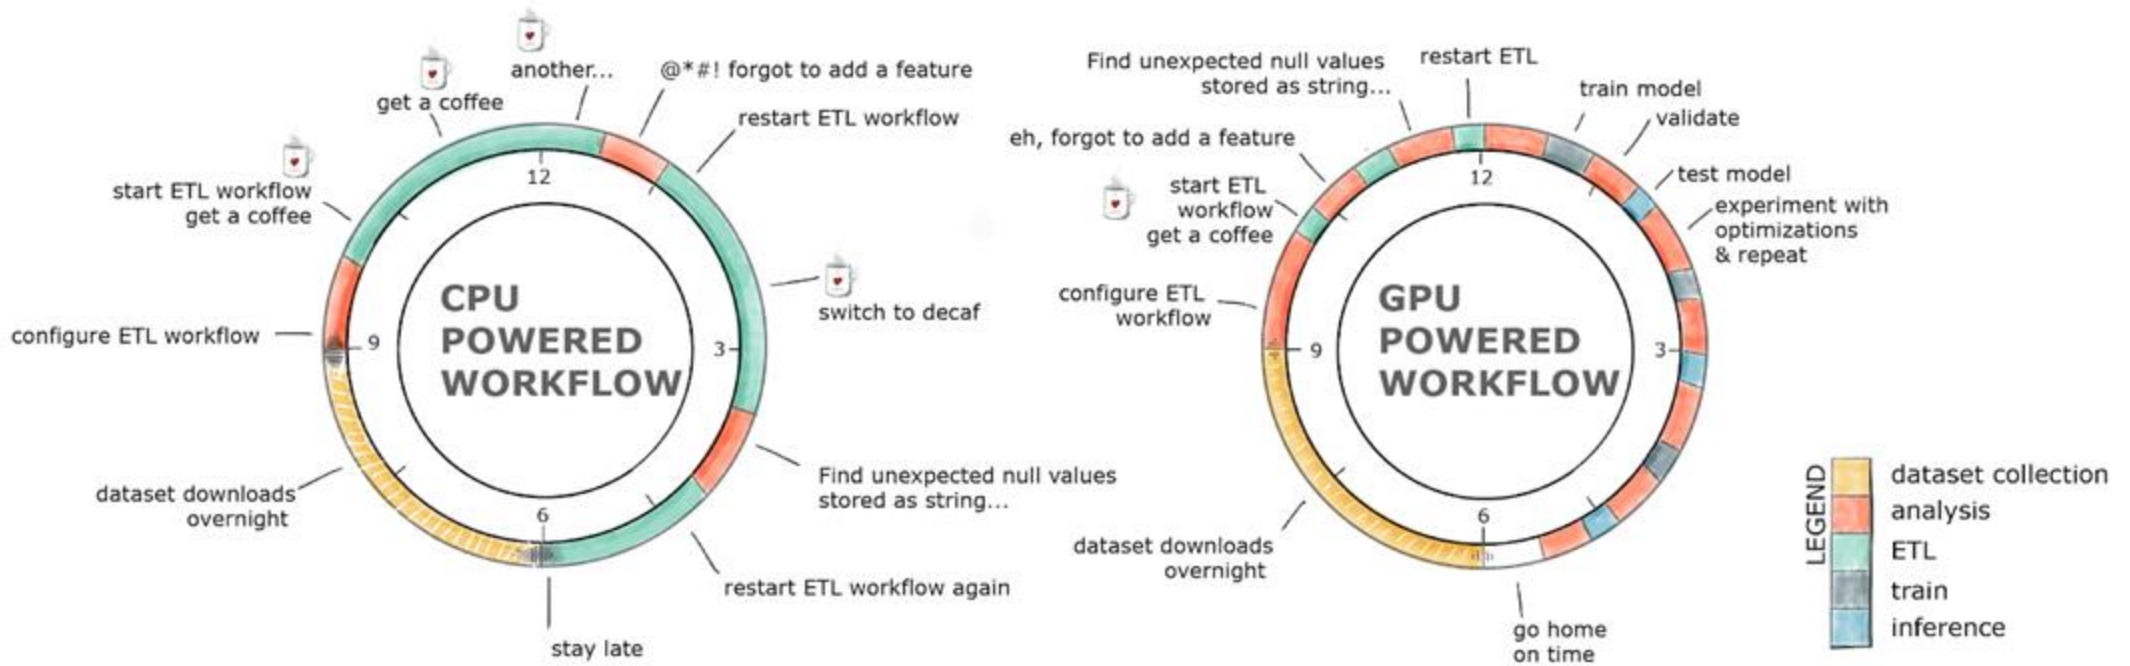 another...
@*#! forgot to add a feature
get a coffee
restart ETL workflow
start ETL workflow
get a coffee
12
CPU
POWERED
WORKFLOW
switch to decaf
configure ETL workflow
9
3
Find unexpected null values
stored as string...
dataset downloads
overnight
6
restart ETL workflow again
stay late
Find unexpected null values
stored as string...
restart ETL
train model
validate
eh, forgot to add a feature
12
test model
start ETL
workflow
get a coffee
experiment with
optimizations
& repeat
GPU
POWERED
WORKFLOW
configure ETL
workflow
9
3
6
dataset downloads
overnight
go home
on time
LEGEND
dataset collection
analysis
ETL
train
inference